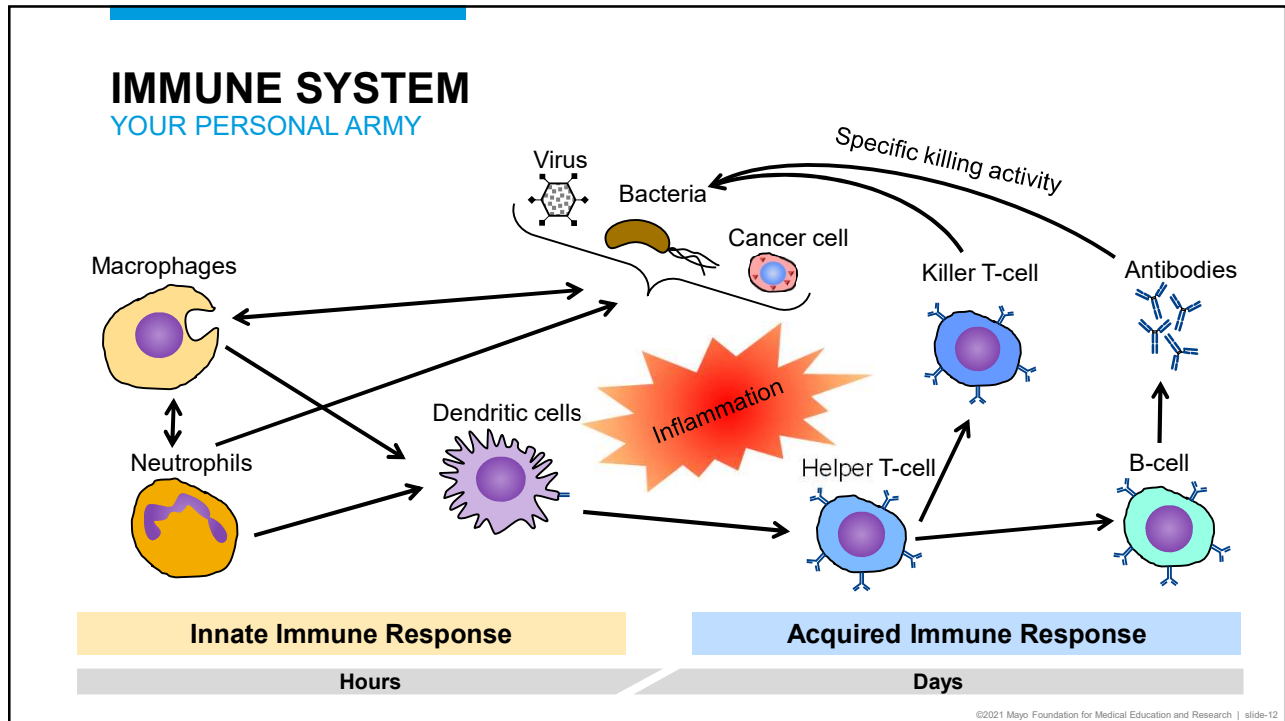 IMMUNE SYSTEM
YOUR PERSONAL ARMY
Virus
Bacteria
Cancer cell
Specific killing activity
Macrophages
Killer T-cell
Antibodies
Inflammation
Dendritic cells
Neutrophils
Helper T-cell
B-cell
Innate Immune Response
Acquired Immune Response
Hours
Days
©2021 Mayo Foundation for Medical Education and Research | slide-12